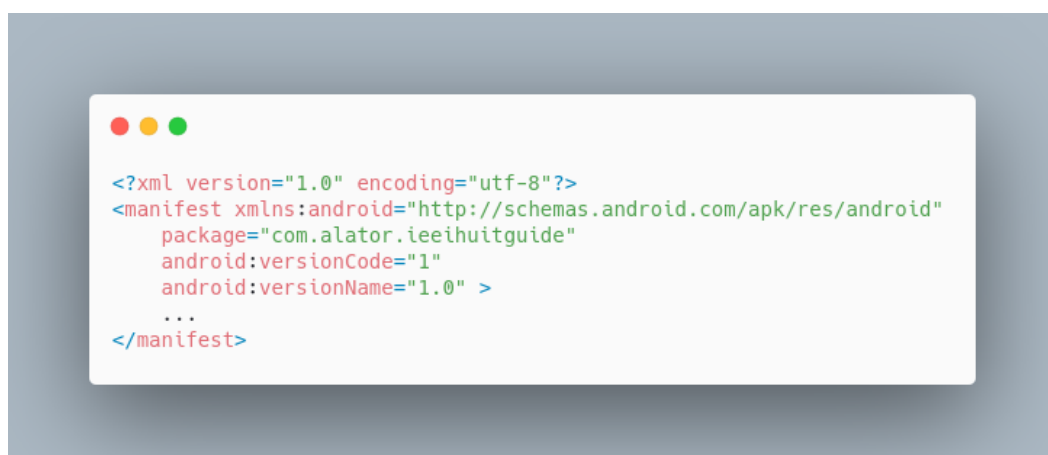 <?xml version="1.0" encoding="utf-8"?>
<manifest xmlns:android="http://schemas.android.com/apk/res/android"
    package="com.alator.ieeihuitguide"
    android:versionCode="1"
    android:versionName="1.0" >
    ...
</manifest>